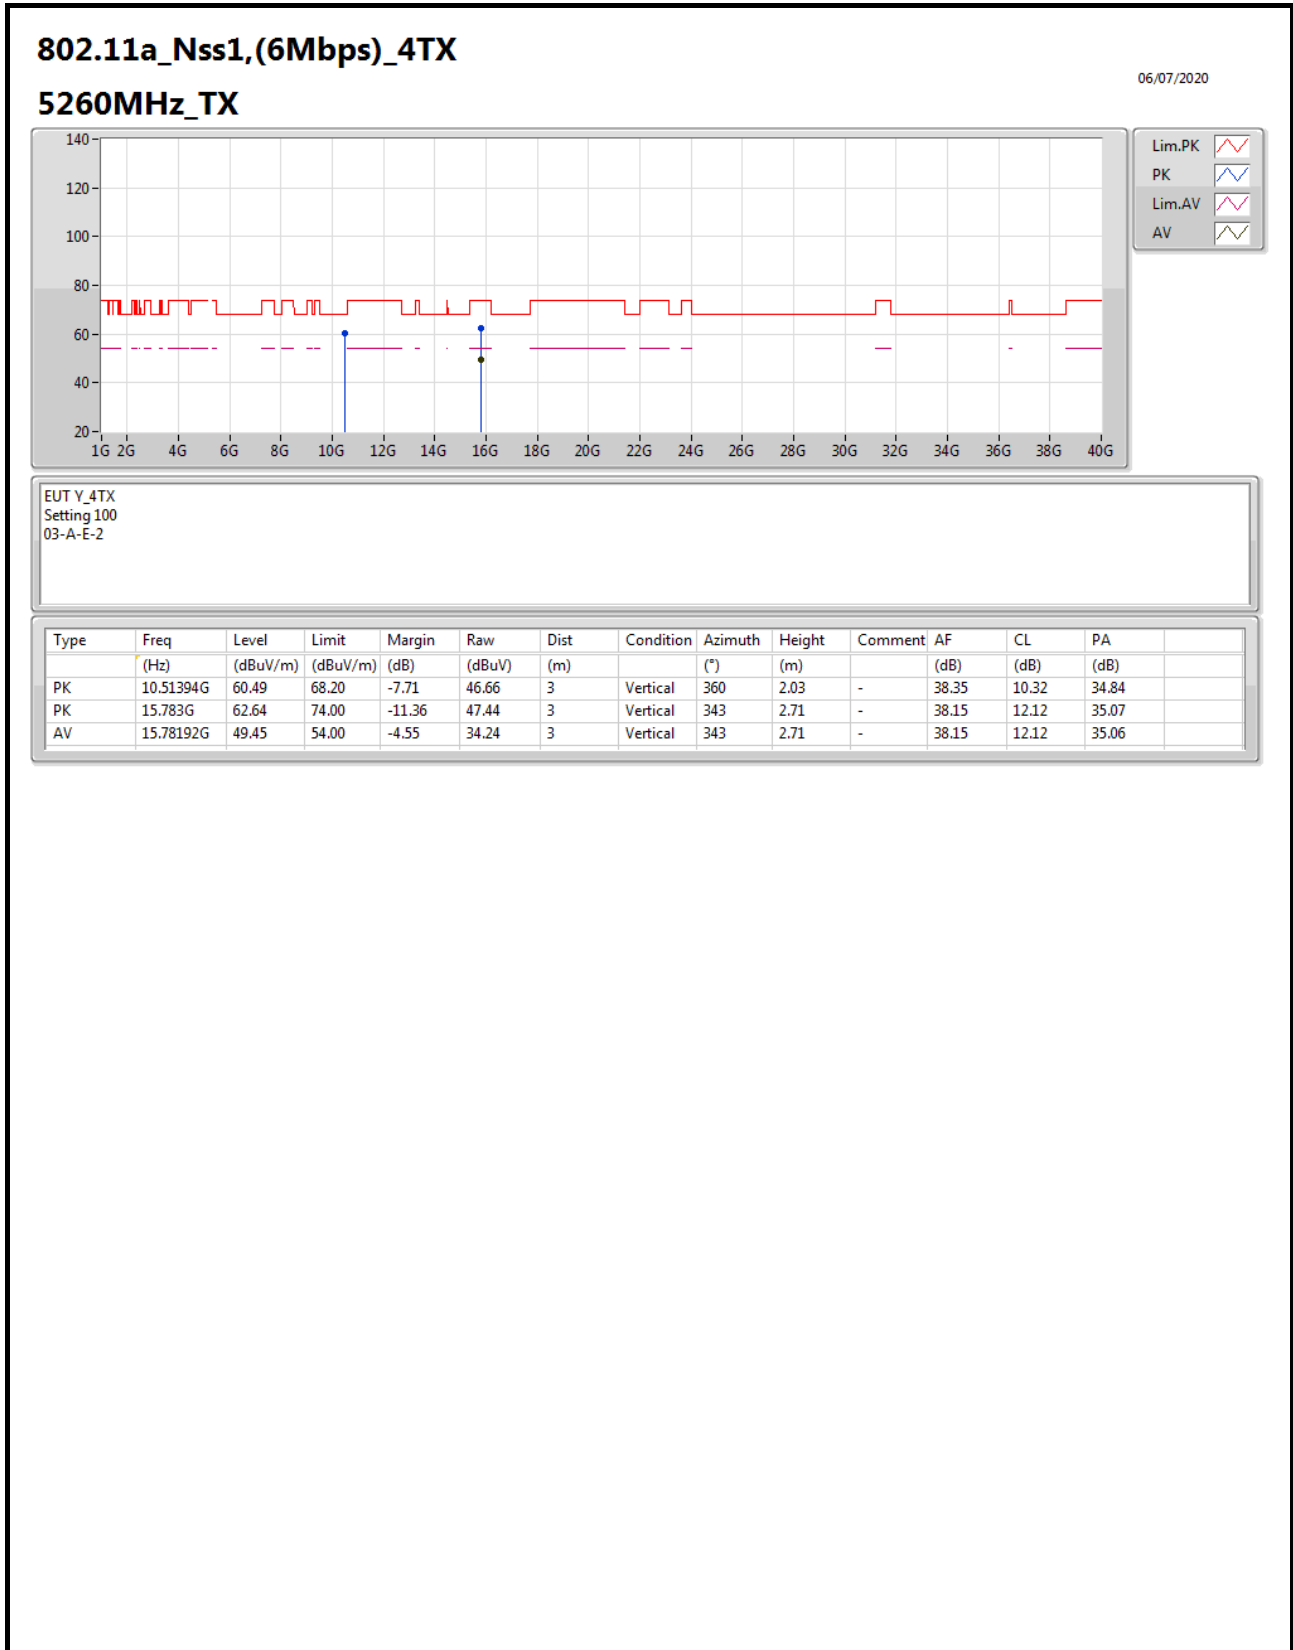 802.11a_Nss1,(6Mbps)_4TX
06/07/2020
5260MHz_TX
140
120
100
80
60
40
20
1G 2G 4G 6G 8G 10G 12G 14G 16G 18G 20G 22G 24G 26G 28G 30G 32G 34G 36G 38G 40G
Lim.PK
PK
Lim.AV
AV
EUT Y_4TX
Setting 100
03-A-E-2
Type Freq Level Limit Margin Raw Dist Condition Azimuth Height Comment AF CL PA
(Hz) (dBuV/m) (dBuV/m) (dB) (dBuV) (m) (°) (m) (dB) (dB) (dB)
PK 10.51394G 60.49 68.20 -7.71 46.66 3 Vertical 360 2.03 - 38.35 10.32 34.84
PK 15.783G 62.64 74.00 -11.36 47.44 3 Vertical 343 2.71 - 38.15 12.12 35.07
AV 15.78192G 49.45 54.00 -4.55 34.24 3 Vertical 343 2.71 - 38.15 12.12 35.06